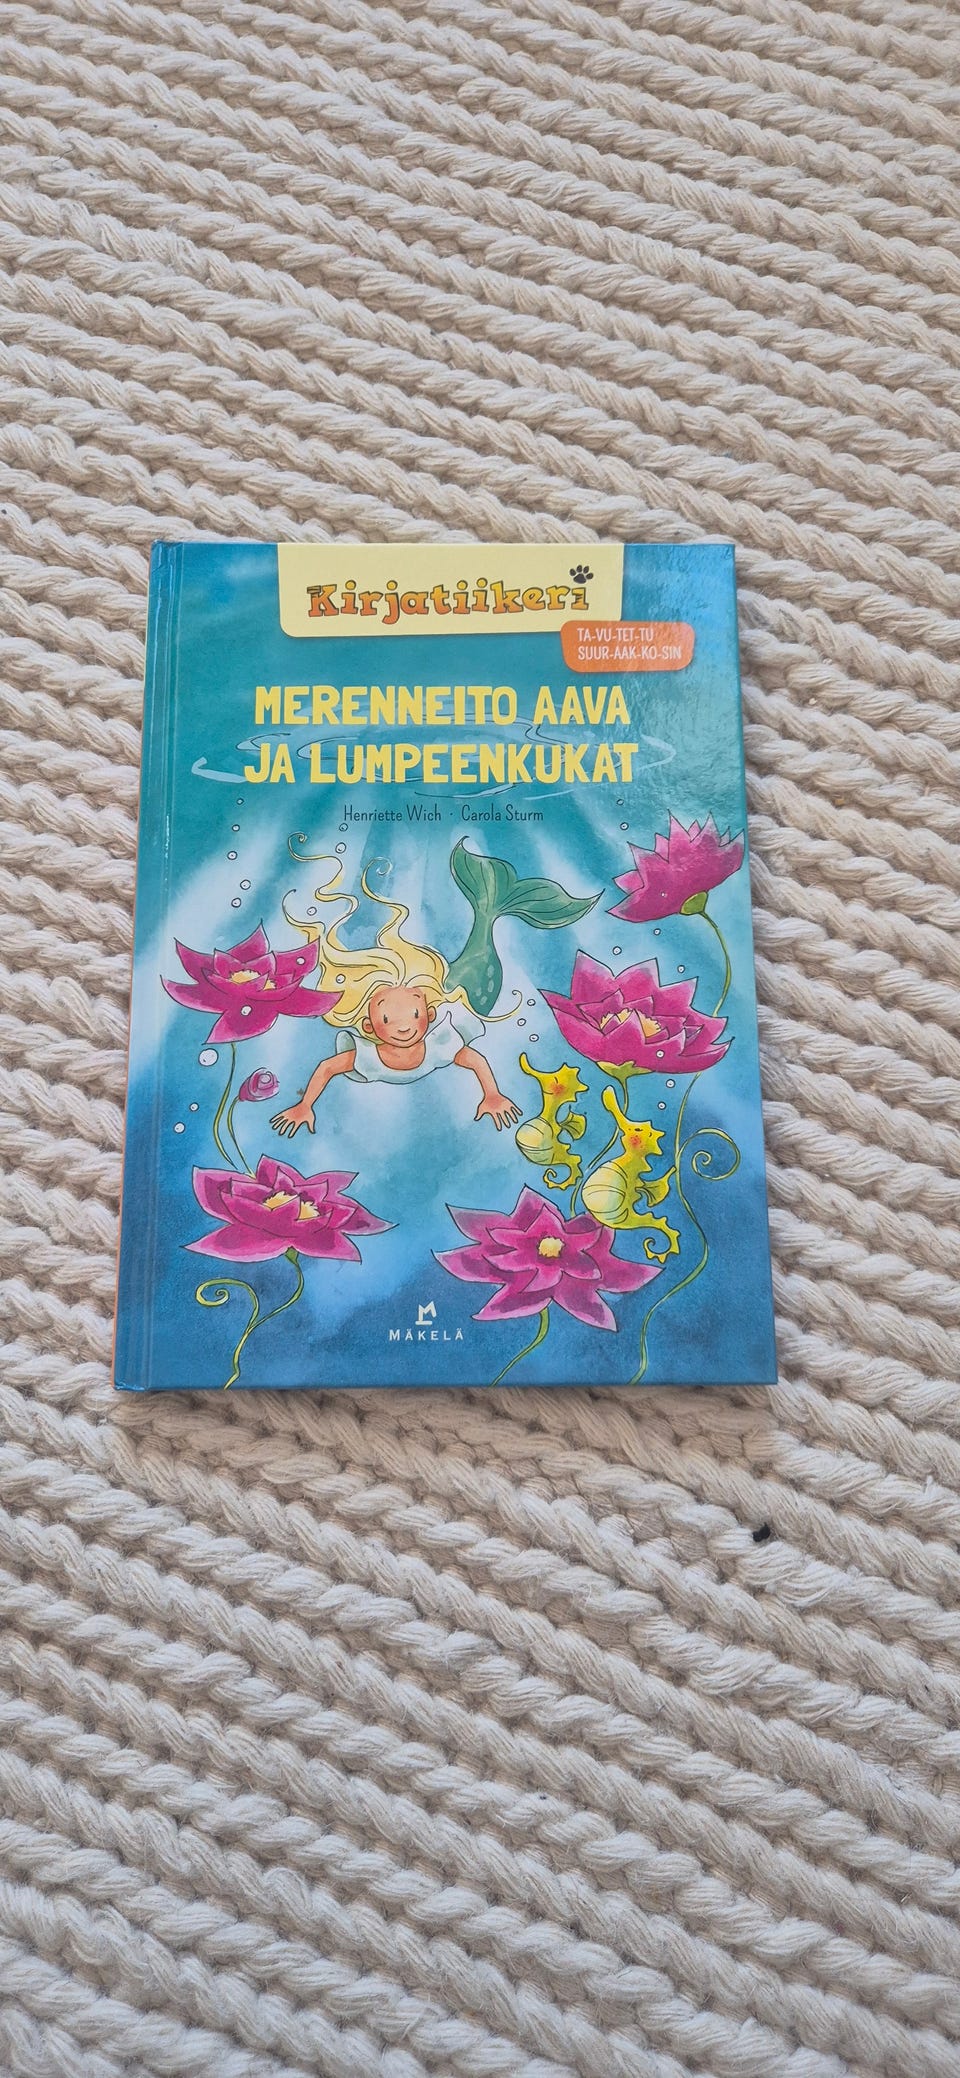 Kirjatiikeri
TA-VU-TET-TU
SUUR-AAK-KO-SIN
MERENNEITO AAVA
JA LUMPEENKUKAT
Henriette Wich · Carola Sturm
MÄKELÄ